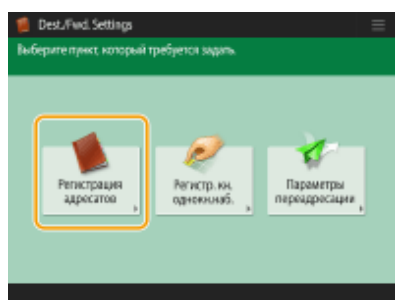 Dest./Fwd. Settings
Выберите пункт, который требуется задать.
Регистрация
адресатов
Регистр. кн.
однокн.наб.
Параметры
переадресации